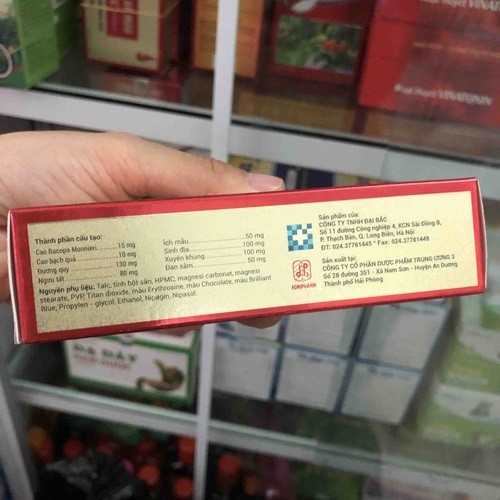 Thành phần cấu tạo:
Cao Bacopa Monnieri 15 mg
Cao bạch quả 10 mg
Đương quy 130 mg
Ngưu tất 80 mg
Ích mẫu 50 mg
Sinh địa 100 mg
Xuyên khung 100 mg
Đan sâm 50 mg
Nguyên phụ liệu: Talc, tinh bột sắn, HPMC, magnesi carbonat, magnesi
stearate, PVP, Titan dioxide, màu Erythrosine, màu Chocolate, màu Brilliant
Blue, Propylen - glycol, Ethanol, Nipagin, Nipasol.
Sản phẩm của:
CÔNG TY TNHH ĐẠI BẮC
Số 11 đường Công nghiệp 4, KCN Sài Đồng B,
P. Thạch Bàn, Q. Long Biên, Hà Nội
ĐT: 024.37761445 * Fax: 024.37761448
Sản xuất tại:
CÔNG TY CỔ PHẦN DƯỢC PHẨM TRUNG ƯƠNG 3
Số 28 đường 351 - Xã Nam Sơn - Huyện An Dương
Thành phố Hải Phòng
FORIPHARM
DẠ DÀY